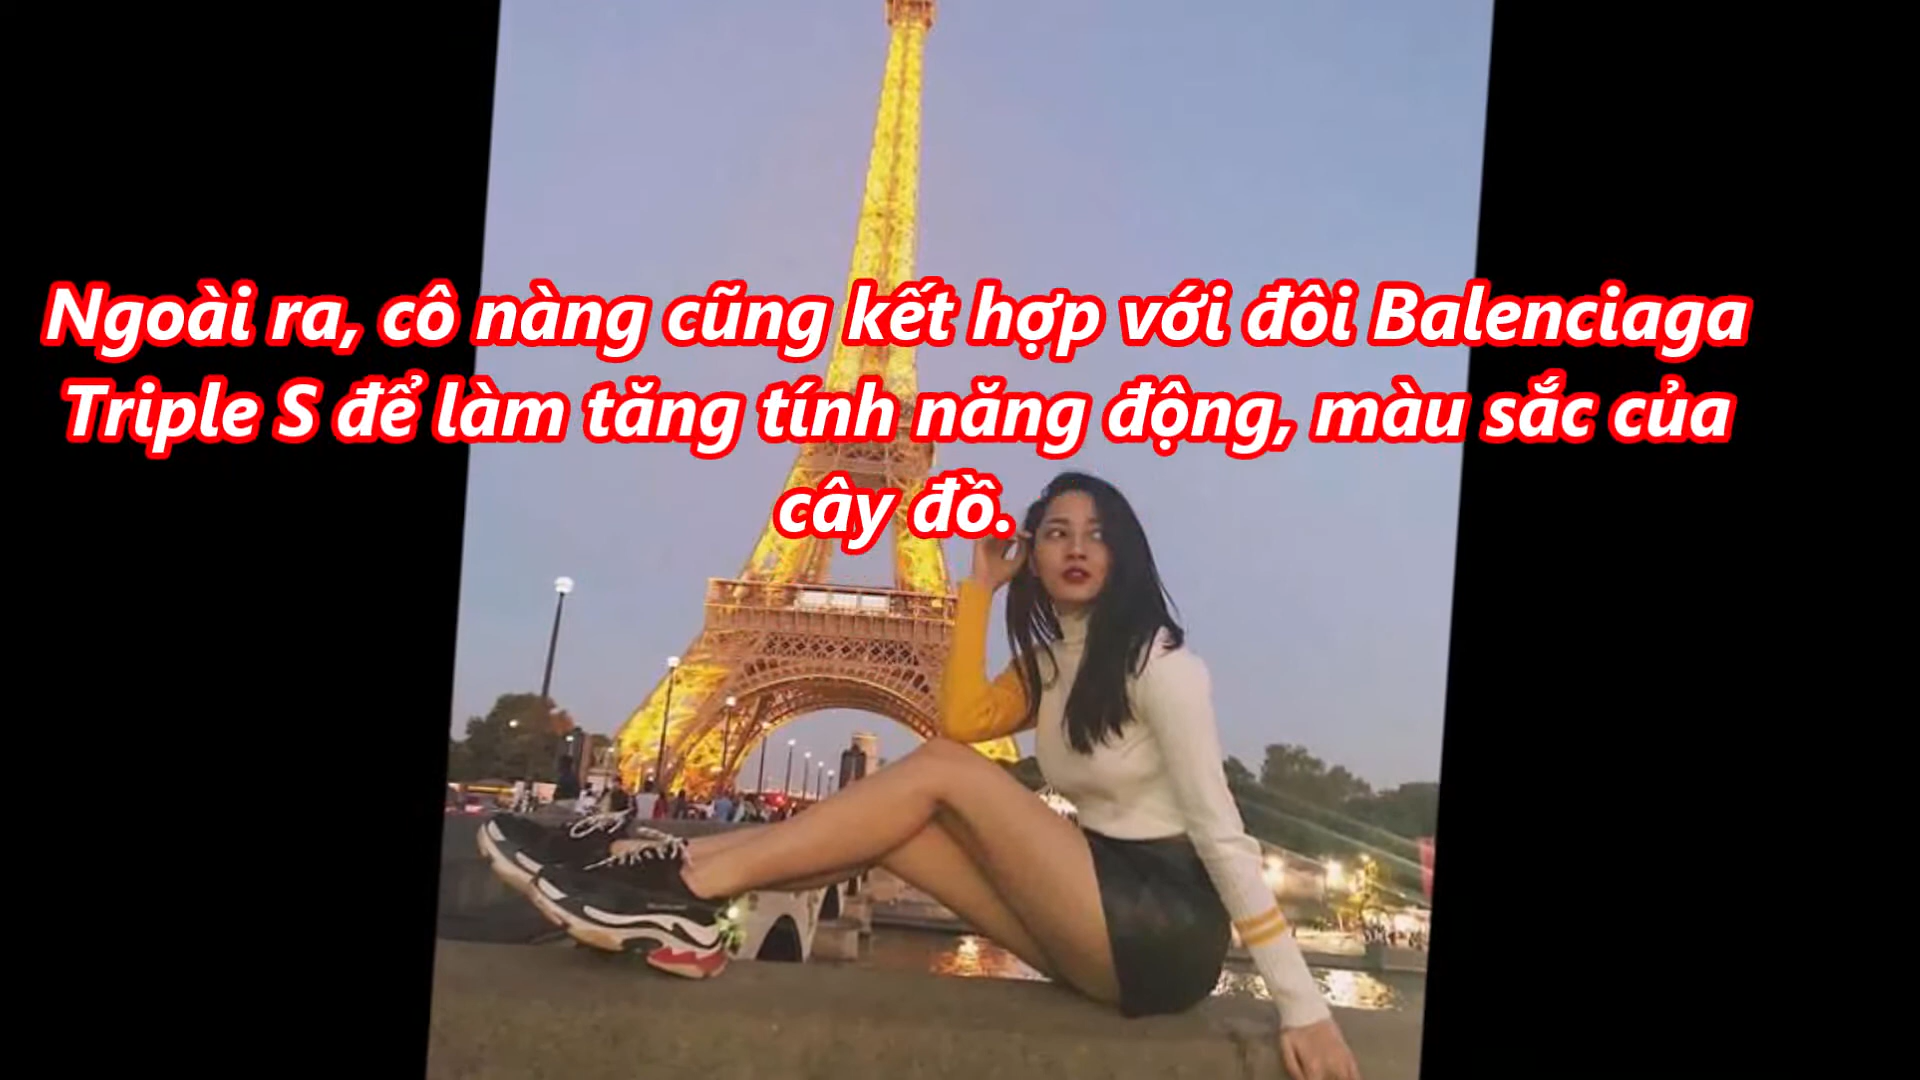 Ngoài ra, cô nàng cũng kết hợp với đôi Balenciaga
Triple S để làm tăng tính năng động, màu sắc của
cây đồ.